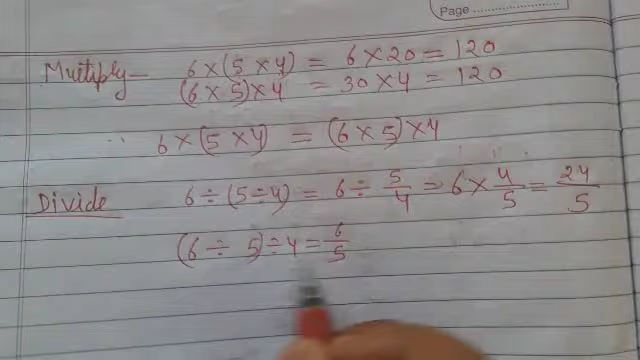 Page
Multiply- 6×(5×4) = 6×20 = 120
(6×5)×4 = 30×4 = 120
∴ 6×(5×4) = (6×5)×4
Divide 6÷(5÷4) = 6÷ 5/4 = 6× 4/5 = 24/5
(6÷5)÷4 = 6/5